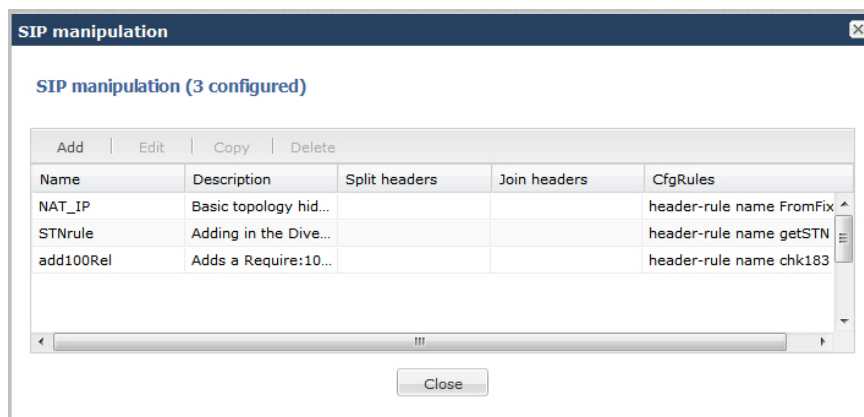 SIP manipulation
SIP manipulation (3 configured)
Add Edit Copy Delete
Name Description Split headers Join headers CfgRules
NAT_IP Basic topology hid... header-rule name FromFix
STNrule Adding in the Dive... header-rule name getSTN
add100Rel Adds a Require:10... header-rule name chk183
Close